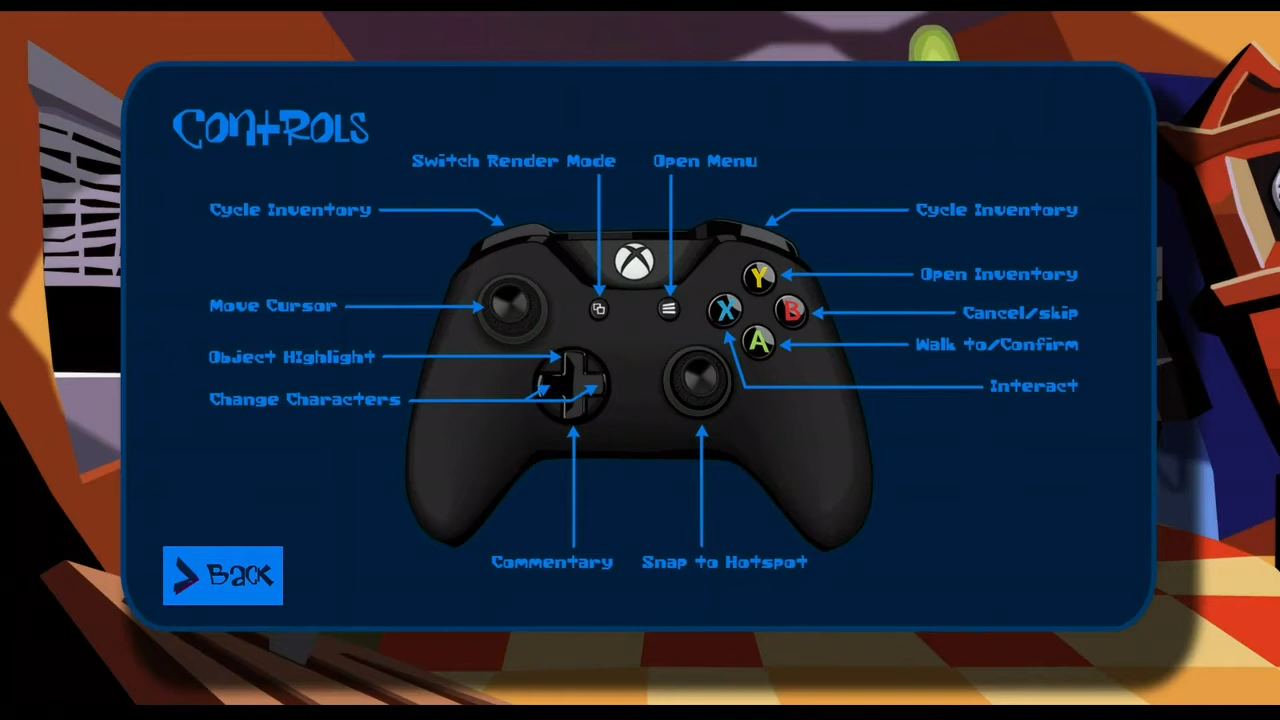 Controls
Switch Render Mode
Open Menu
Cycle Inventory
Cycle Inventory
Open Inventory
Move Cursor
Cancel/skip
Walk to/Confirm
Object HIghlight
Interact
Change Characters
Y
X
B
A
Commentary
Snap to Hotspot
Back